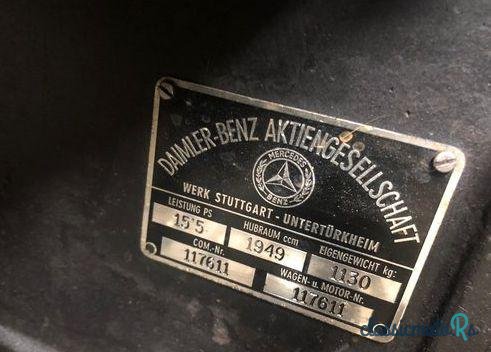 DAIMLER-BENZ AKTIENGESELLSCHAFT
MERCEDES
BENZ
WERK STUTTGART - UNTERTÜRKHEIM
LEISTUNG PS HUBRAUM ccm EIGENGEWICHT kg:
15'5 1949 1130
COM.-Nr. WAGEN- u. MOTOR-Nr.
117611 117611